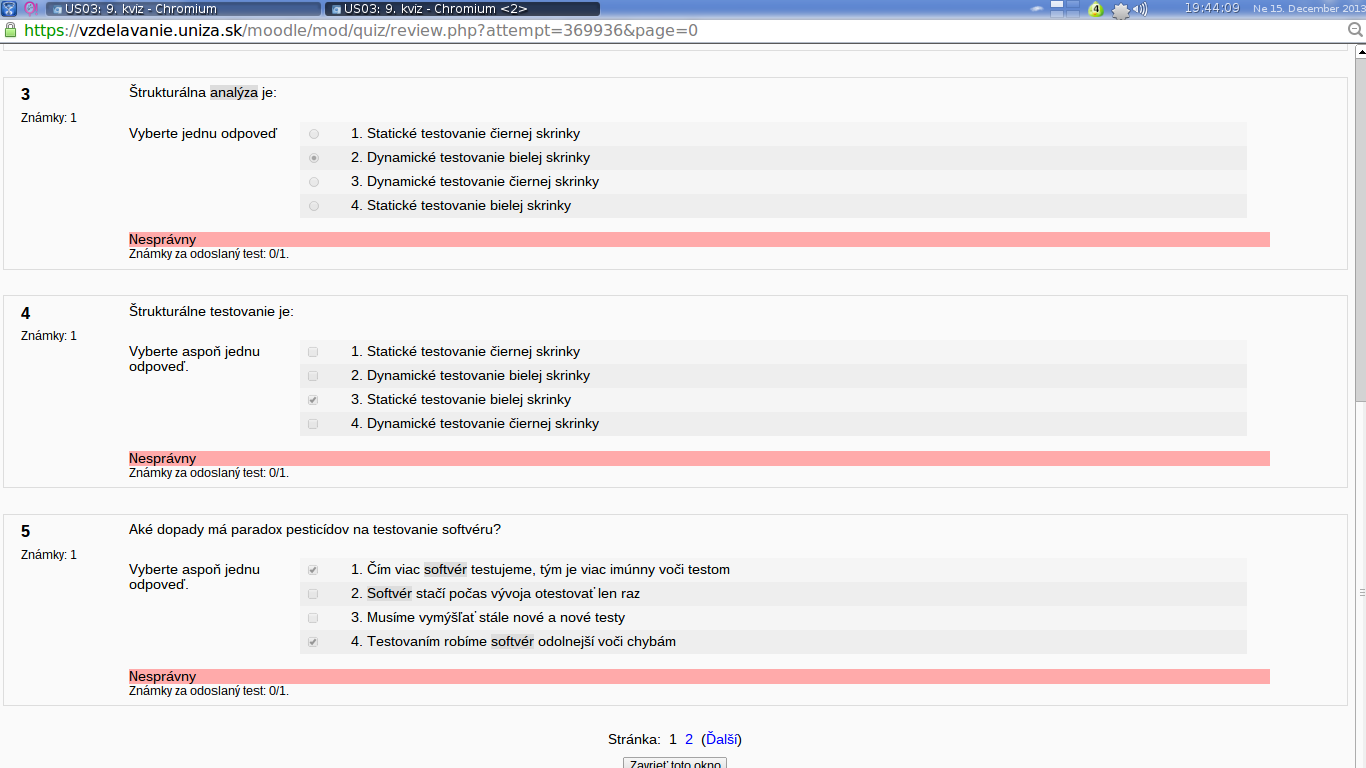 US03: 9. kviz - Chromium
US03: 9. kviz - Chromium <2>
4
19:44:09
Ne 15. December 2013
https://vzdelavanie.uniza.sk/moodle/mod/quiz/review.php?attempt=369936&page=0
3
Štrukturálna analýza je:
Známky: 1
Vyberte jednu odpoveď
1. Statické testovanie čiernej skrinky
2. Dynamické testovanie bielej skrinky
3. Dynamické testovanie čiernej skrinky
4. Statické testovanie bielej skrinky
Nesprávny
Známky za odoslaný test: 0/1.
4
Štrukturálne testovanie je:
Známky: 1
Vyberte aspoň jednu
odpoveď.
1. Statické testovanie čiernej skrinky
2. Dynamické testovanie bielej skrinky
3. Statické testovanie bielej skrinky
4. Dynamické testovanie čiernej skrinky
Nesprávny
Známky za odoslaný test: 0/1.
5
Aké dopady má paradox pesticídov na testovanie softvéru?
Známky: 1
Vyberte aspoň jednu
odpoveď.
1. Čím viac softvér testujeme, tým je viac imúnny voči testom
2. Softvér stačí počas vývoja otestovať len raz
3. Musíme vymýšľať stále nové a nové testy
4. Testovaním robíme softvér odolnejší voči chybám
Nesprávny
Známky za odoslaný test: 0/1.
Stránka: 1 2 (Ďalší)
Zavrieť toto okno